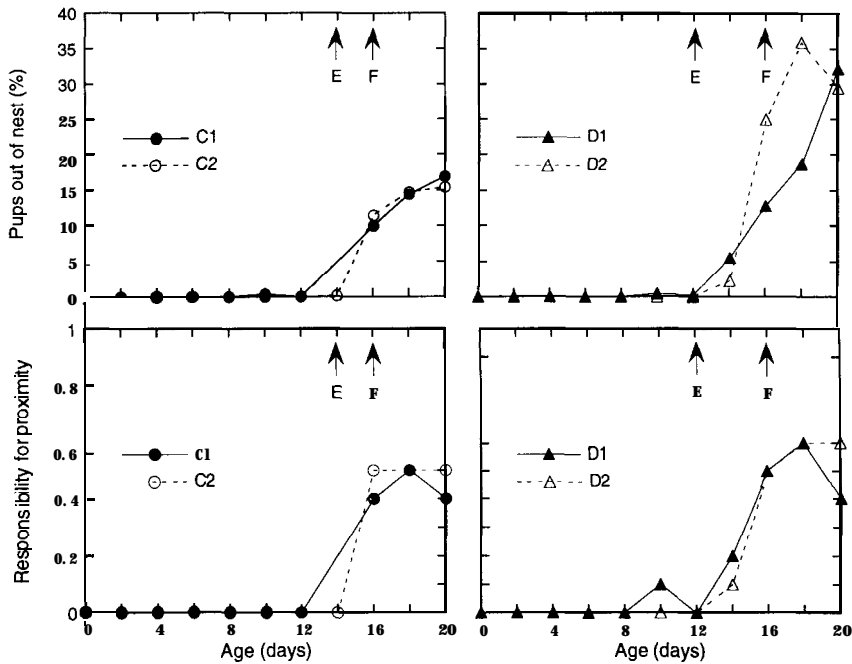 Pups out of nest (%)
40
35
30
25
20
15
10
5
0
E F
C1
C2
E F
D1
D2
Responsibility for proximity
1
0.8
0.6
0.4
0.2
0
E F
C1
C2
0 4 8 12 16 20
Age (days)
E F
D1
D2
0 4 8 12 16 20
Age (days)